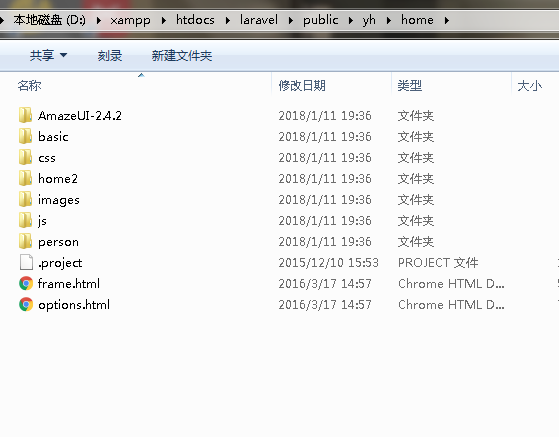 本地磁盘 (D:) ▸ xampp ▸ htdocs ▸ laravel ▸ public ▸ yh ▸ home ▸
共享 刻录 新建文件夹
名称 修改日期 类型 大小
AmazeUI-2.4.2 2018/1/11 19:36 文件夹
basic 2018/1/11 19:36 文件夹
css 2018/1/11 19:36 文件夹
home2 2018/1/11 19:36 文件夹
images 2018/1/11 19:36 文件夹
js 2018/1/11 19:36 文件夹
person 2018/1/11 19:36 文件夹
.project 2015/12/10 15:53 PROJECT 文件
frame.html 2016/3/17 14:57 Chrome HTML D...
options.html 2016/3/17 14:57 Chrome HTML D...